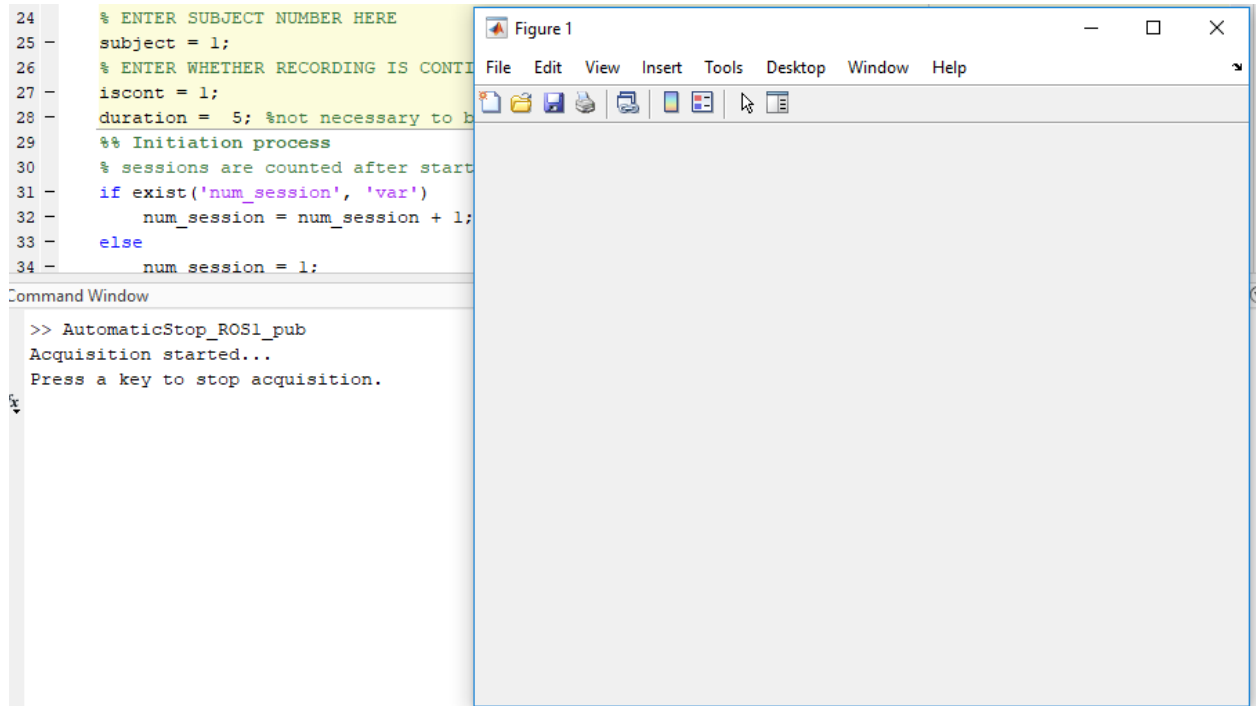 24 % ENTER SUBJECT NUMBER HERE
25 - subject = 1;
26 % ENTER WHETHER RECORDING IS CONTI
27 - iscont = 1;
28 - duration =  5; %not necessary to b
29 %% Initiation process
30 % sessions are counted after start
31 - if exist('num_session', 'var')
32 - num_session = num_session + 1;
33 - else
34 - num_session = 1;
Command Window
>> AutomaticStop_ROS1_pub
Acquisition started...
Press a key to stop acquisition.
fx
Figure 1
File Edit View Insert Tools Desktop Window Help